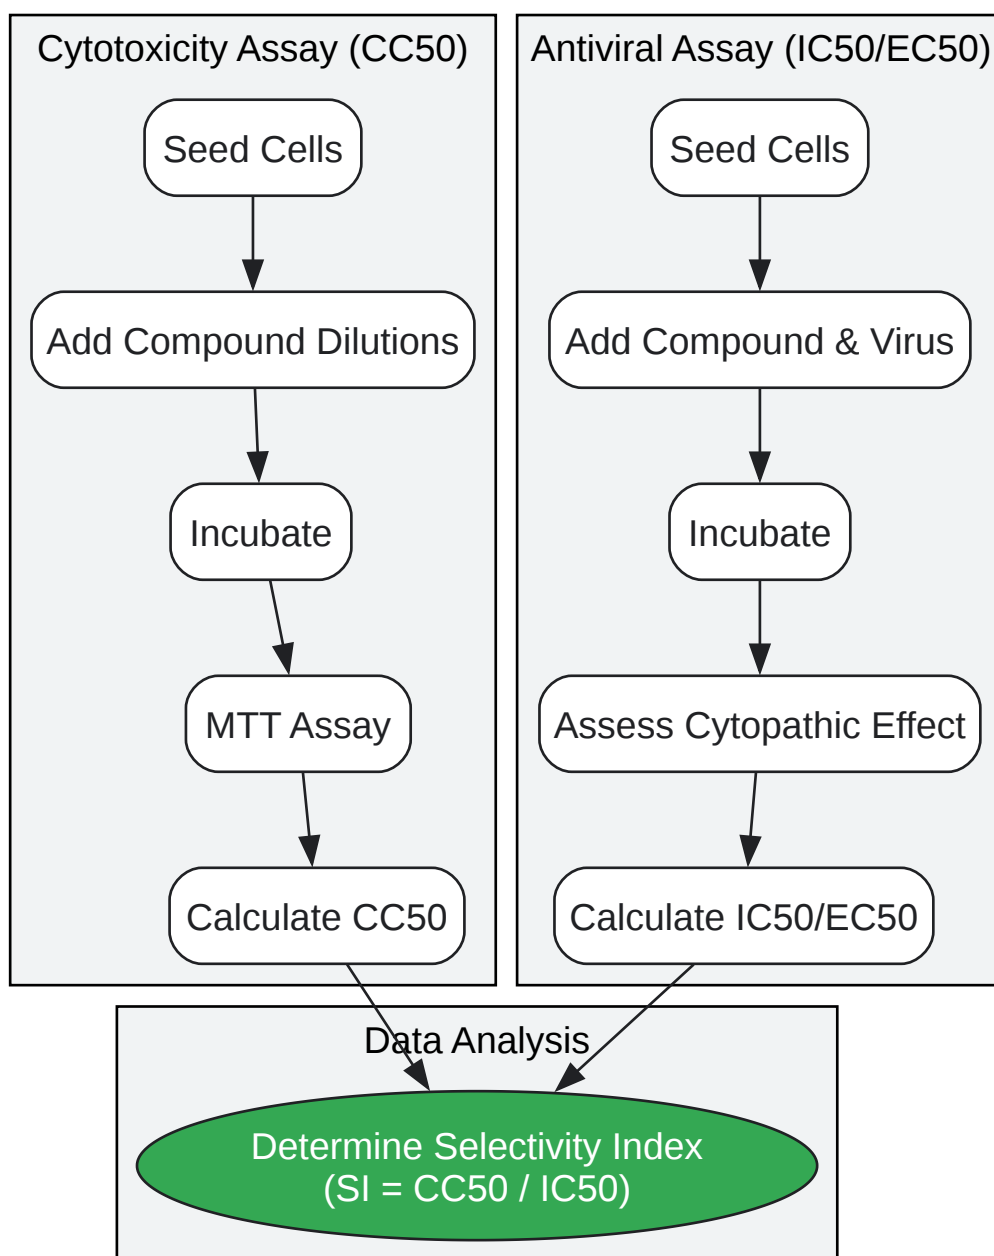 Cytotoxicity Assay (CC50)
Seed Cells
Add Compound Dilutions
Incubate
MTT Assay
Calculate CC50
Antiviral Assay (IC50/EC50)
Seed Cells
Add Compound & Virus
Incubate
Assess Cytopathic Effect
Calculate IC50/EC50
Data Analysis
Determine Selectivity Index
(SI = CC50 / IC50)